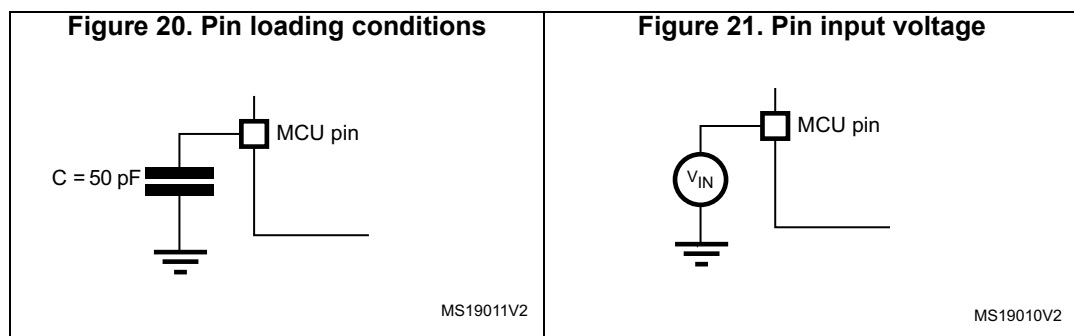 Figure 20. Pin loading conditions
MCU pin
C = 50 pF
MS19011V2
Figure 21. Pin input voltage
MCU pin
VIN
MS19010V2